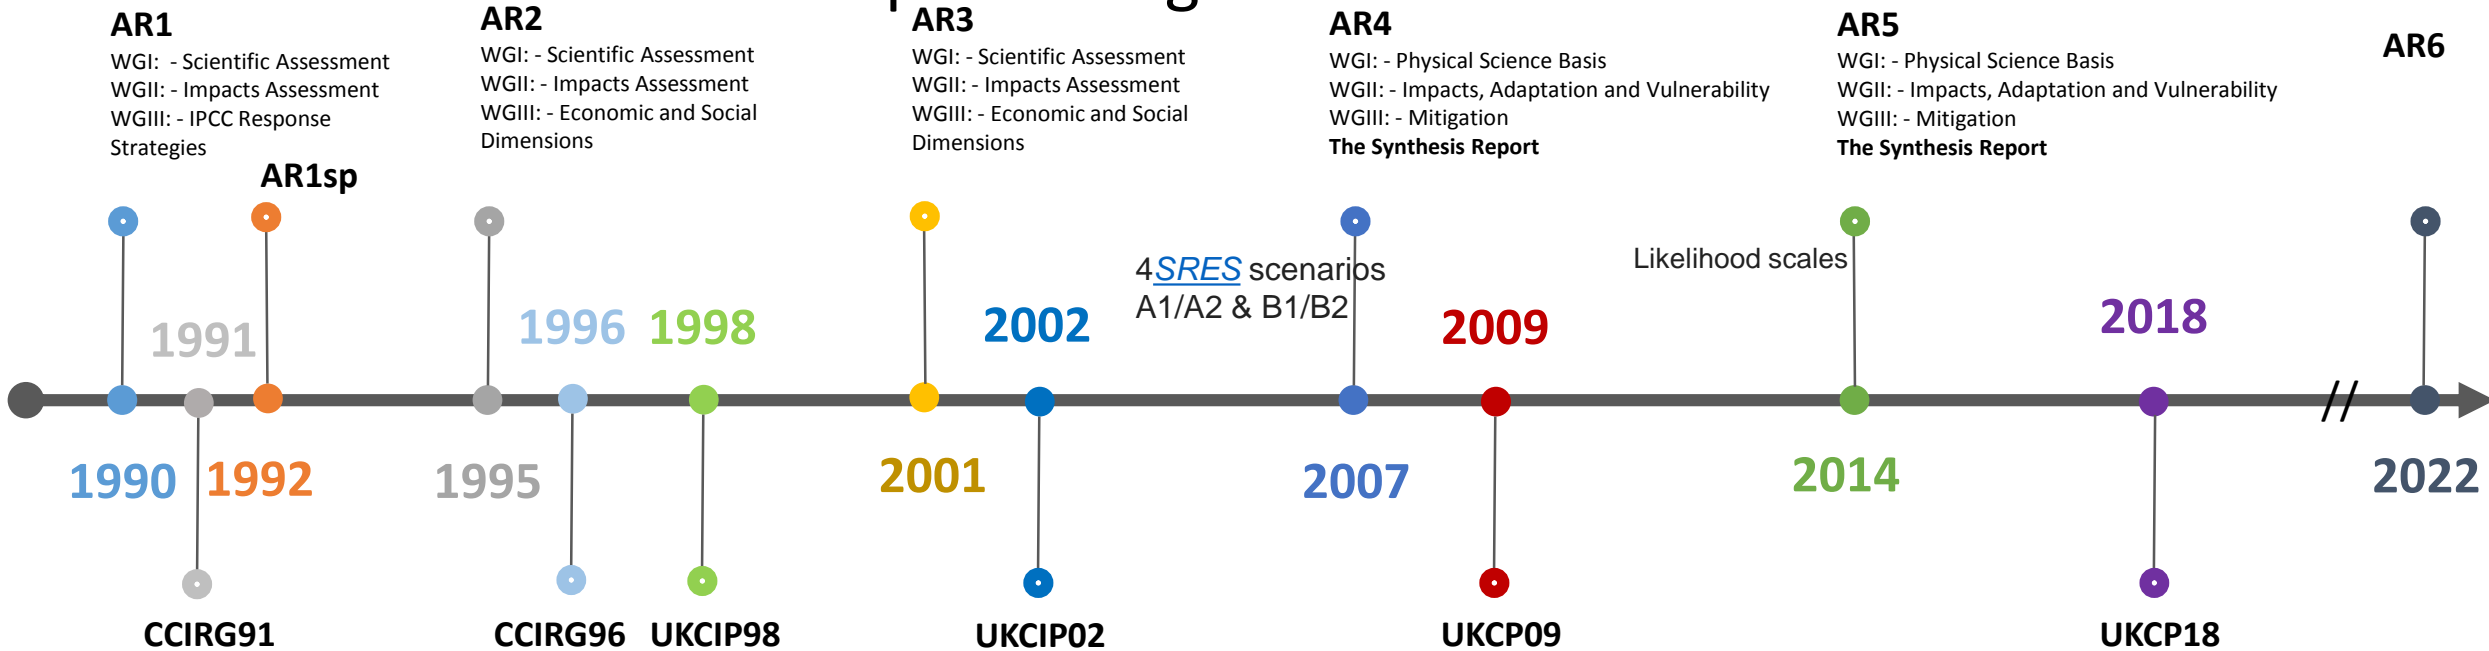 AR1
WGI:  - Scientific Assessment
WGII: - Impacts Assessment
WGIII: - IPCC Response
Strategies
AR1sp
AR2
WGI: - Scientific Assessment
WGII: - Impacts Assessment
WGIII: - Economic and Social
Dimensions
AR3
WGI: - Scientific Assessment
WGII: - Impacts Assessment
WGIII: - Economic and Social
Dimensions
AR4
WGI: - Physical Science Basis
WGII: - Impacts, Adaptation and Vulnerability
WGIII: - Mitigation
The Synthesis Report
AR5
WGI: - Physical Science Basis
WGII: - Impacts, Adaptation and Vulnerability
WGIII: - Mitigation
The Synthesis Report
AR6
4SRES scenarios
A1/A2 & B1/B2
Likelihood scales
1991
1996
1998
2002
2009
2018
//
1990
1992
1995
2001
2007
2014
2022
CCIRG91
CCIRG96
UKCIP98
UKCIP02
UKCP09
UKCP18